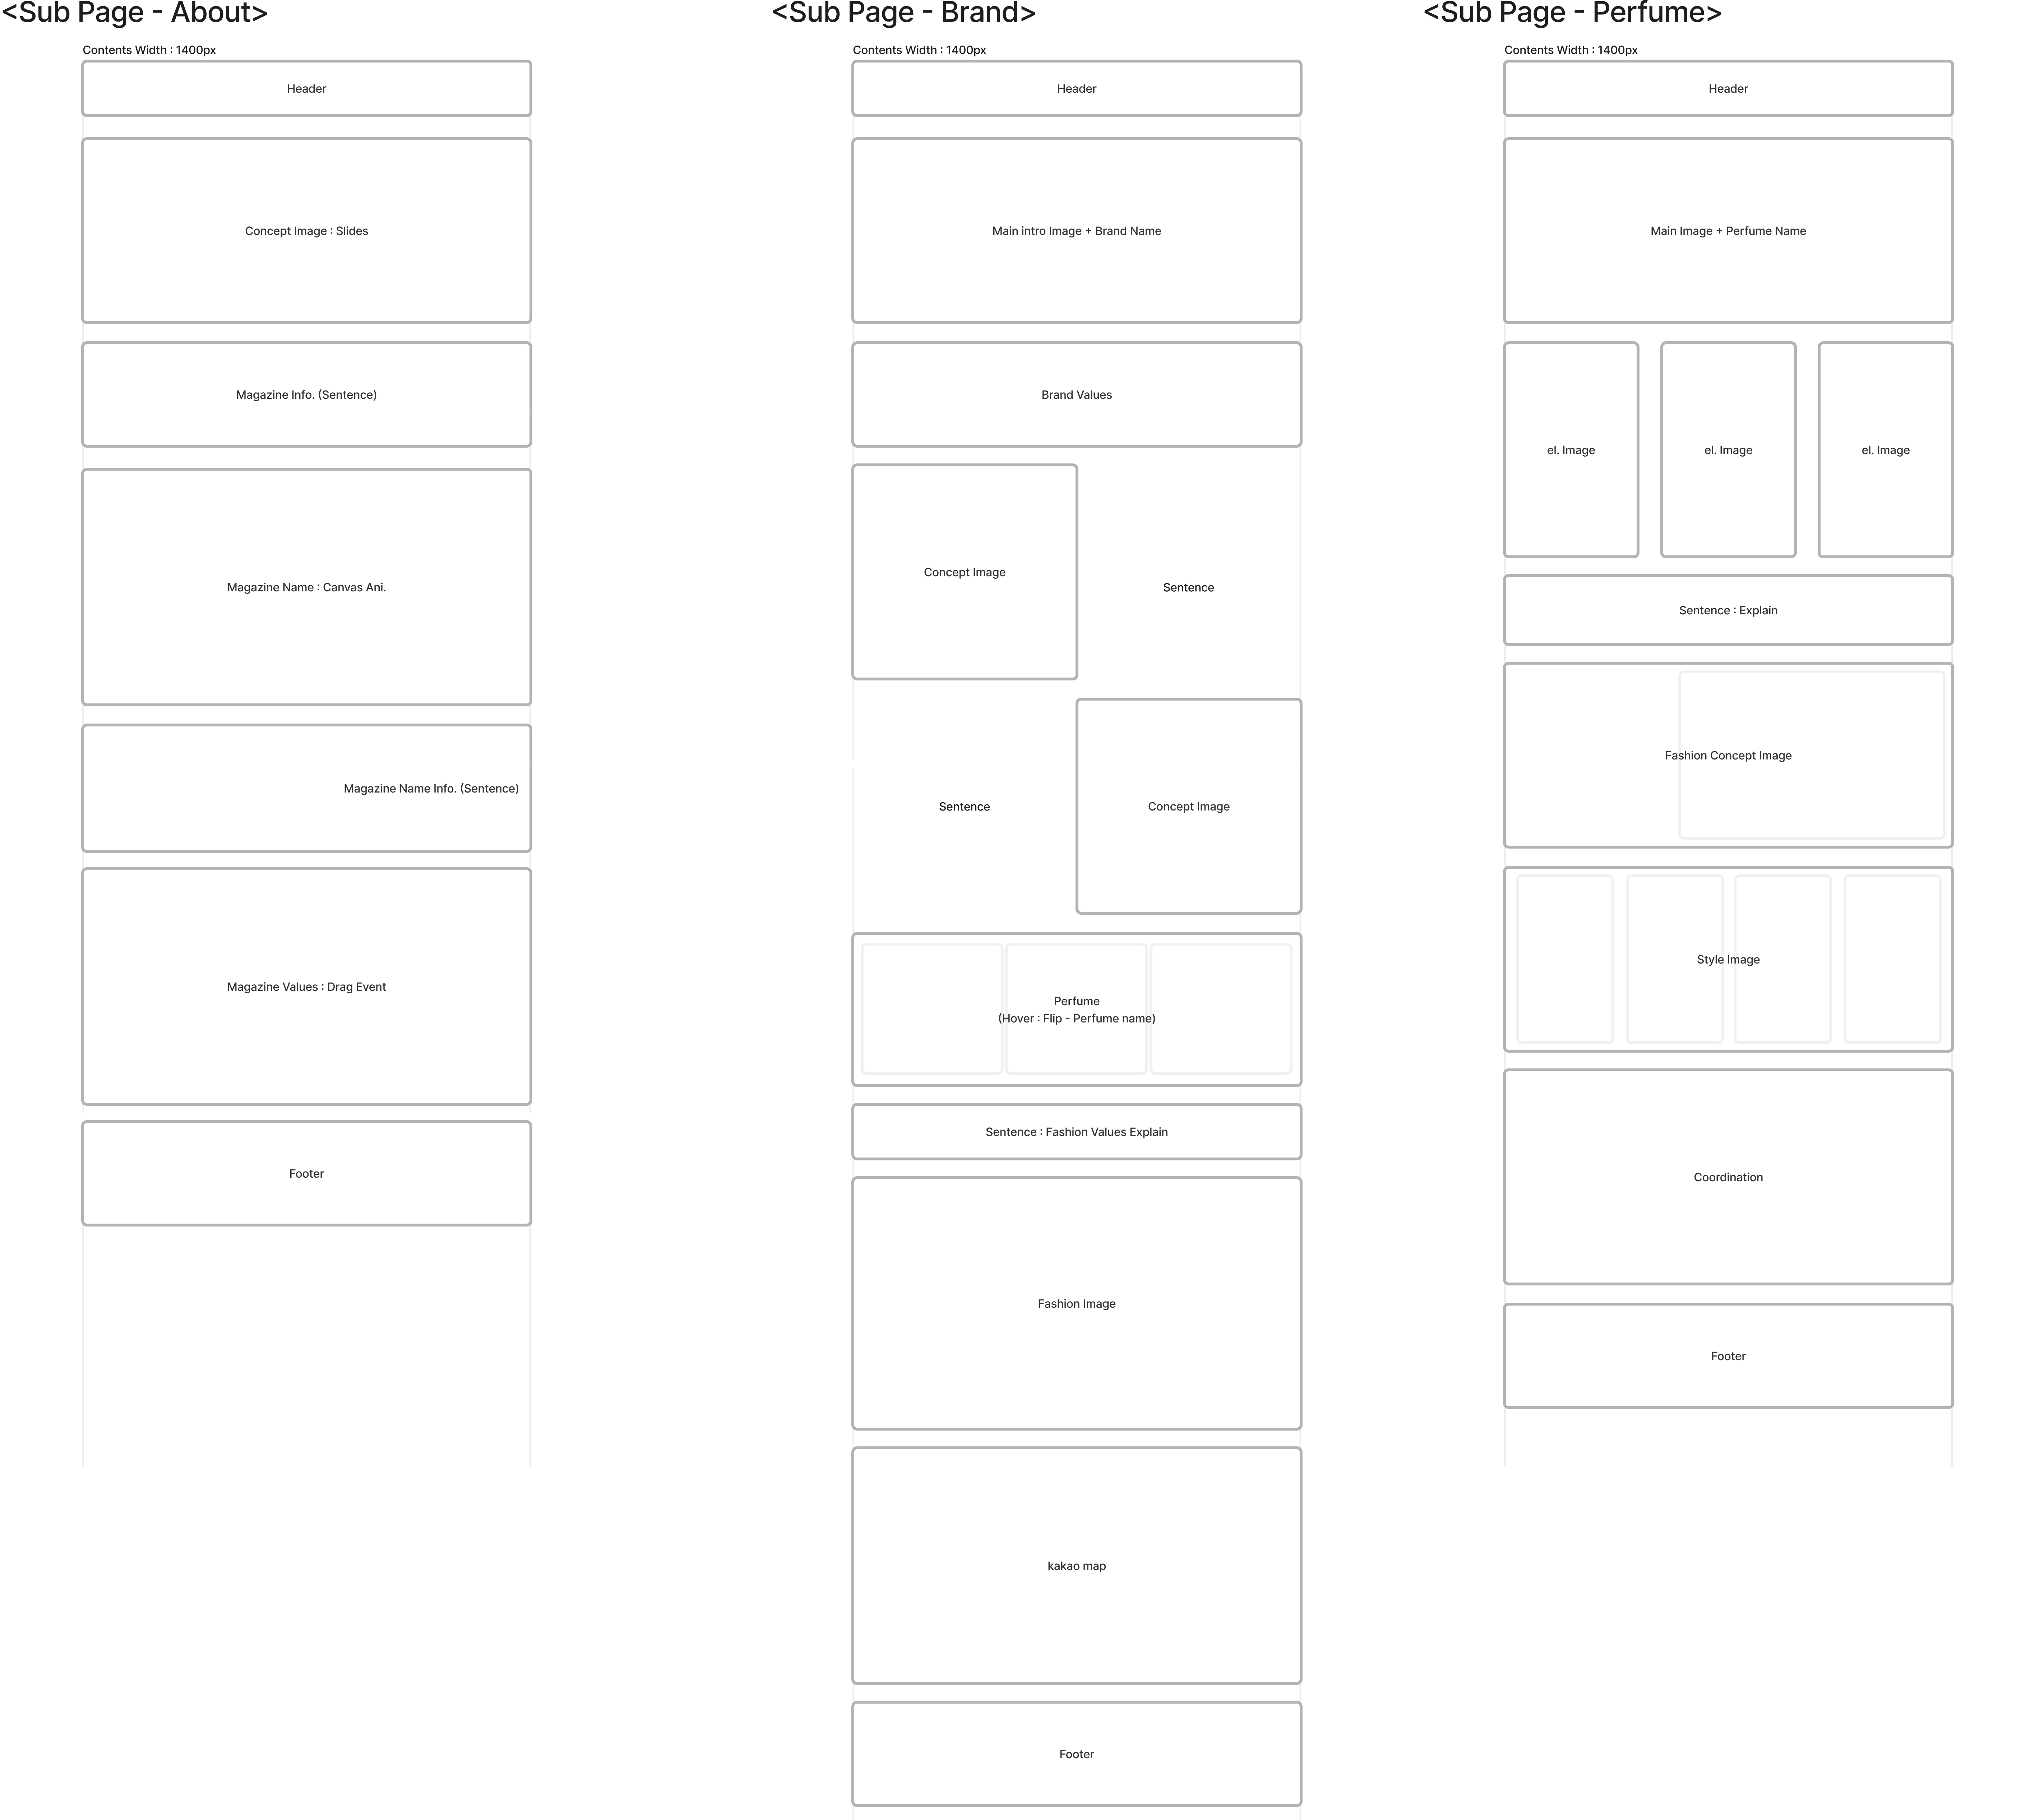 <Sub Page - About>
Contents Width : 1400px
Header
Concept Image : Slides
Magazine Info. (Sentence)
Magazine Name : Canvas Ani.
Magazine Name Info. (Sentence)
Magazine Values : Drag Event
Footer
<Sub Page - Brand>
Contents Width : 1400px
Header
Main intro Image + Brand Name
Brand Values
Concept Image
Sentence
Sentence
Concept Image
Perfume
(Hover : Flip - Perfume name)
Sentence : Fashion Values Explain
Fashion Image
kakao map
Footer
<Sub Page - Perfume>
Contents Width : 1400px
Header
Main Image + Perfume Name
el. Image
el. Image
el. Image
Sentence : Explain
Fashion Concept Image
Style Image
Coordination
Footer